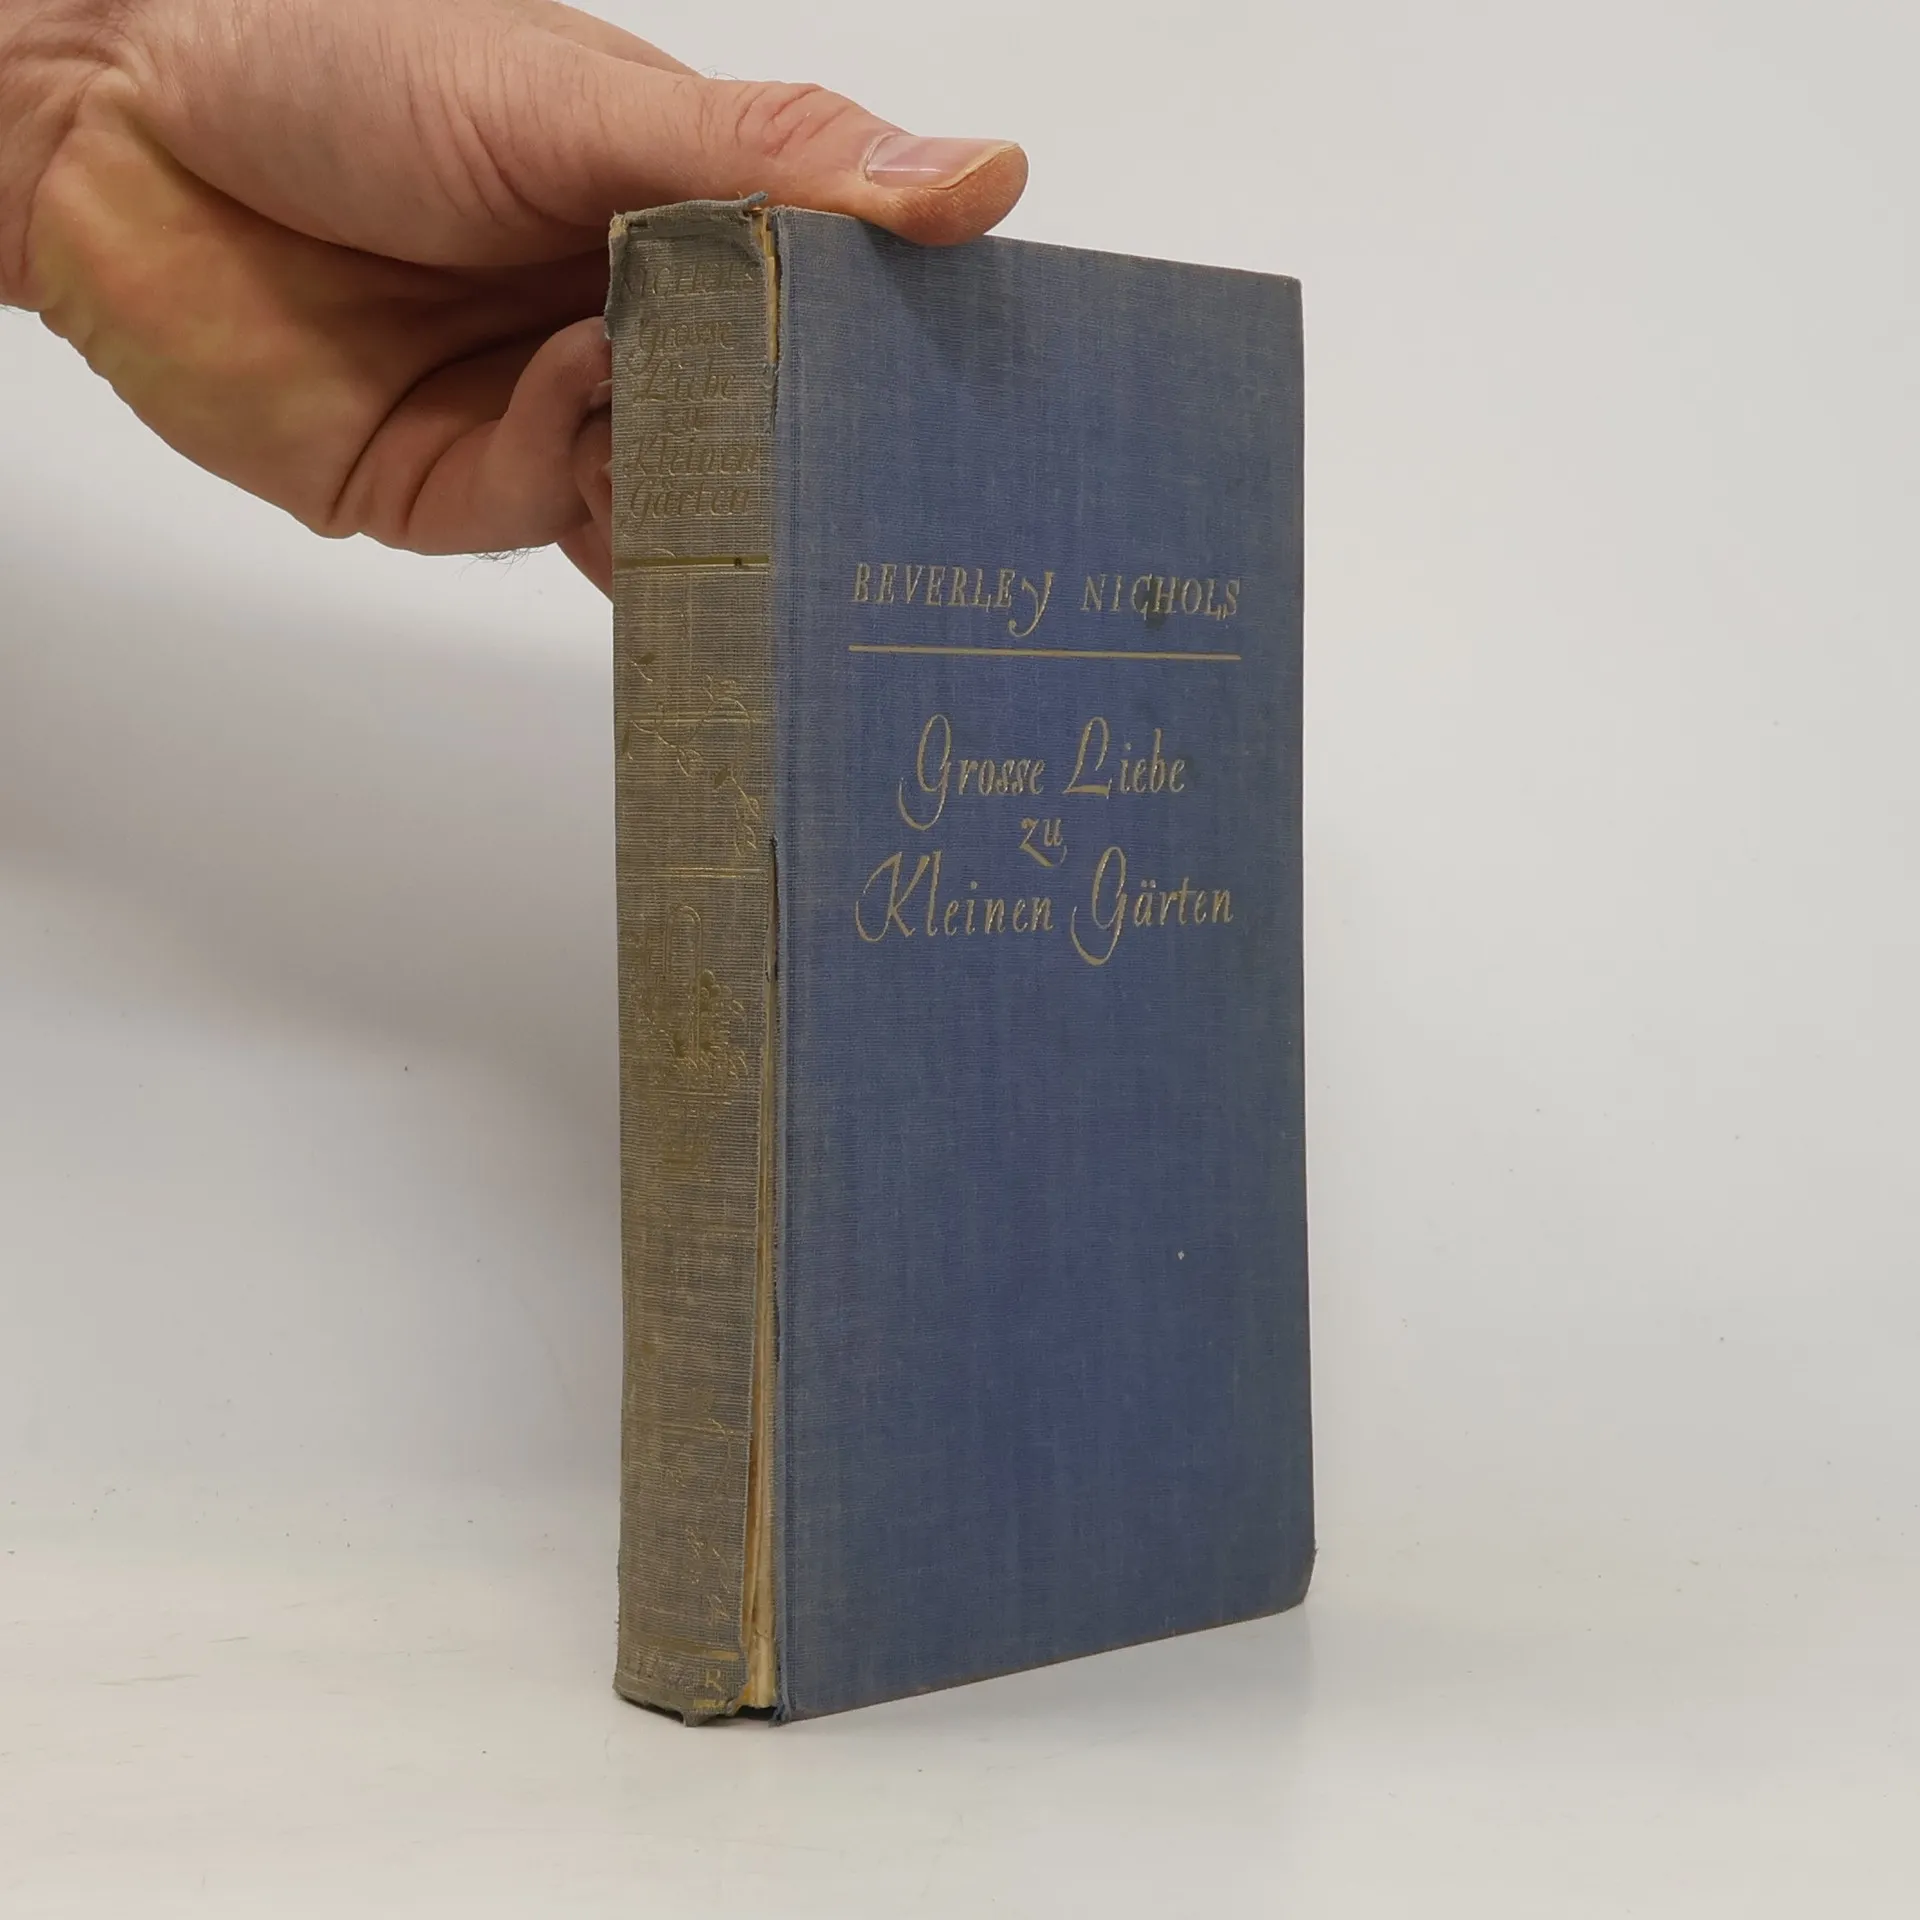 NICHOLS
Grosse
Liebe
zu
Kleinen
Gärten
BEVERLEY NICHOLS
Grosse Liebe
zu
Kleinen Gärten
R